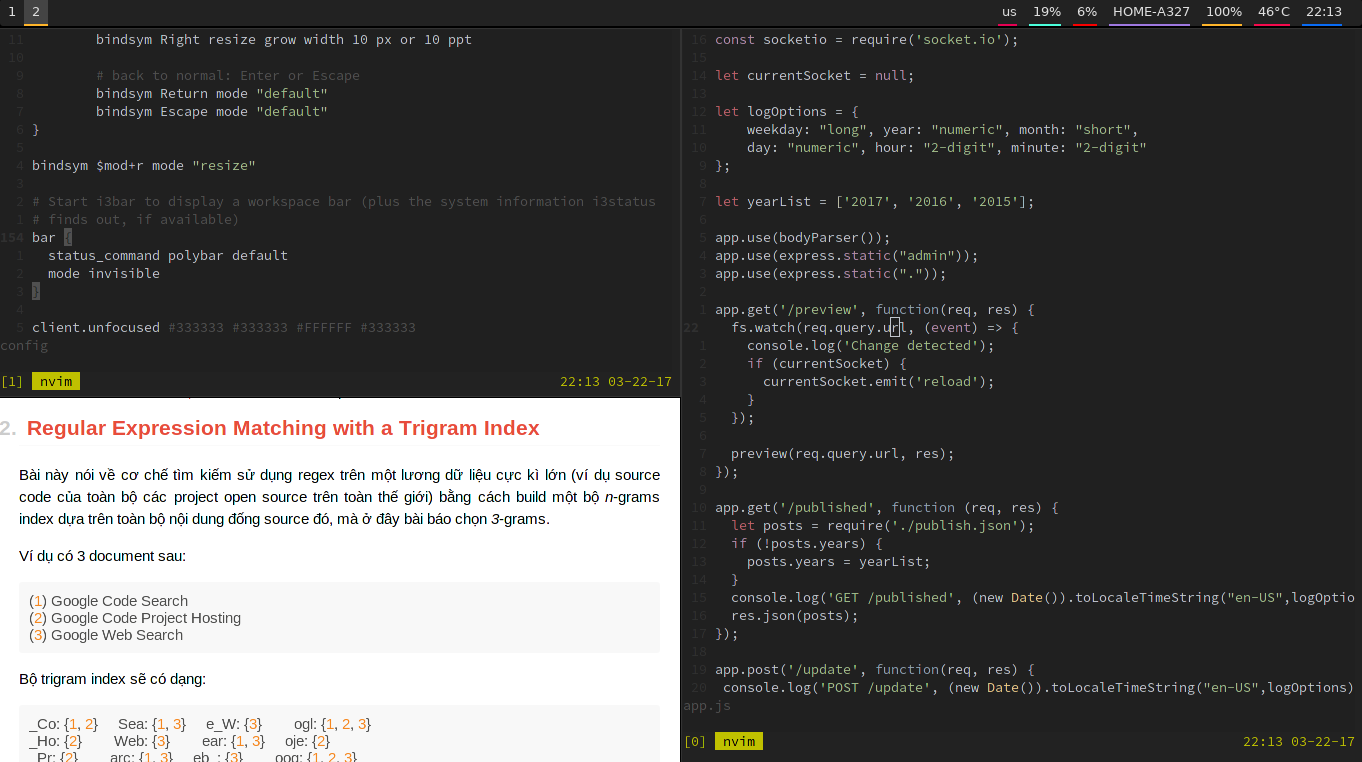 1 2 us 19% 6% HOME-A327 100% 46°C 22:13
11 bindsym Right resize grow width 10 px or 10 ppt
10
9 # back to normal: Enter or Escape
8 bindsym Return mode "default"
7 bindsym Escape mode "default"
6 }
5
4 bindsym $mod+r mode "resize"
3
2 # Start i3bar to display a workspace bar (plus the system information i3status
1 # finds out, if available)
154 bar {
1 status_command polybar default
2 mode invisible
3 }
4
5 client.unfocused #333333 #333333 #FFFFFF #333333
config
[1] nvim 22:13 03-22-17
2. Regular Expression Matching with a Trigram Index
Bài này nói về cơ chế tìm kiếm sử dụng regex trên một lương dữ liệu cực kì lớn (ví dụ source
code của toàn bộ các project open source trên toàn thế giới) bằng cách build một bộ n-grams
index dựa trên toàn bộ nội dung đống source đó, mà ở đây bài báo chọn 3-grams.
Ví dụ có 3 document sau:
(1) Google Code Search
(2) Google Code Project Hosting
(3) Google Web Search
Bộ trigram index sẽ có dạng:
_Co: {1, 2} Sea: {1, 3} e_W: {3} ogl: {1, 2, 3}
_Ho: {2} Web: {3} ear: {1, 3} oje: {2}
_Pr: {2} arc: {1, 3} eb_: {3} oog: {1, 2, 3}
16 const socketio = require('socket.io');
15
14 let currentSocket = null;
13
12 let logOptions = {
11 weekday: "long", year: "numeric", month: "short",
10 day: "numeric", hour: "2-digit", minute: "2-digit"
9 };
8
7 let yearList = ['2017', '2016', '2015'];
6
5 app.use(bodyParser());
4 app.use(express.static("admin"));
3 app.use(express.static("."));
2
1 app.get('/preview', function(req, res) {
22 fs.watch(req.query.url, (event) => {
1 console.log('Change detected');
2 if (currentSocket) {
3 currentSocket.emit('reload');
4 }
5 });
6
7 preview(req.query.url, res);
8 });
9
10 app.get('/published', function (req, res) {
11 let posts = require('./publish.json');
12 if (!posts.years) {
13 posts.years = yearList;
14 }
15 console.log('GET /published', (new Date()).toLocaleTimeString("en-US",logOptio
16 res.json(posts);
17 });
18
19 app.post('/update', function(req, res) {
20 console.log('POST /update', (new Date()).toLocaleTimeString("en-US",logOptions)
app.js
[0] nvim 22:13 03-22-17